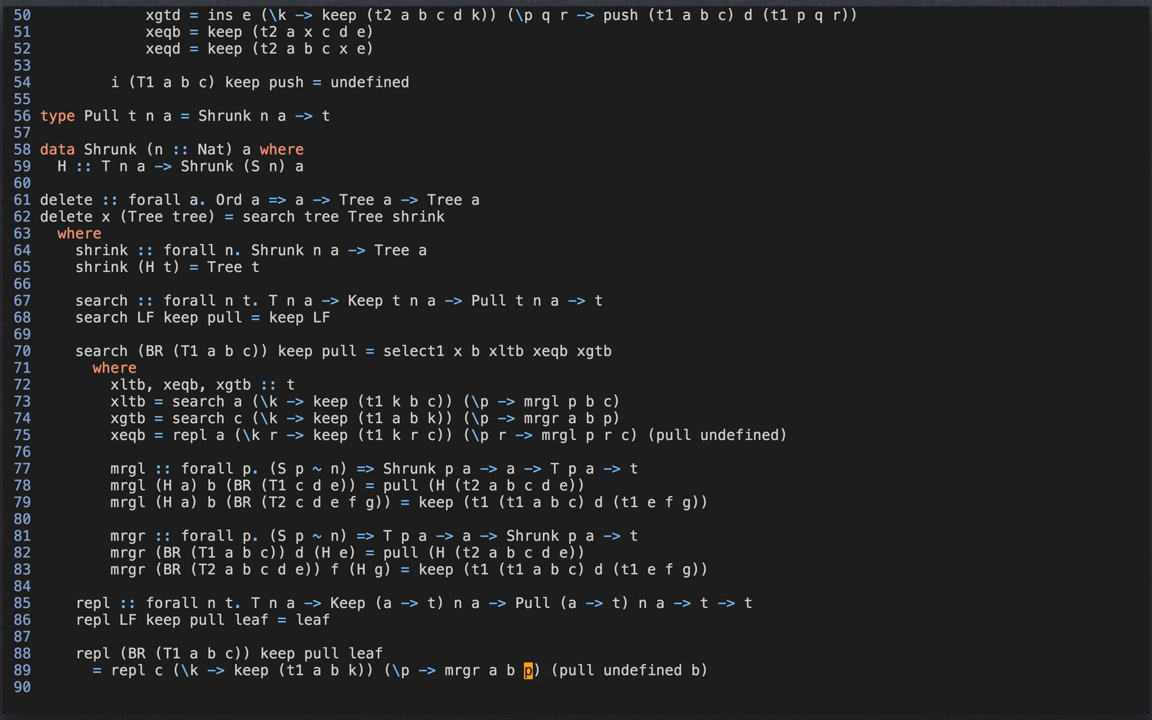 50             xgtd = ins e (\k -> keep (t2 a b c d k)) (\p q r -> push (t1 a b c) d (t1 p q r))
51             xeqb = keep (t2 a x c d e)
52             xeqd = keep (t2 a b c x e)
53
54         i (T1 a b c) keep push = undefined
55
56 type Pull t n a = Shrunk n a -> t
57
58 data Shrunk (n :: Nat) a where
59   H :: T n a -> Shrunk (S n) a
60
61 delete :: forall a. Ord a => a -> Tree a -> Tree a
62 delete x (Tree tree) = search tree Tree shrink
63   where
64     shrink :: forall n. Shrunk n a -> Tree a
65     shrink (H t) = Tree t
66
67     search :: forall n t. T n a -> Keep t n a -> Pull t n a -> t
68     search LF keep pull = keep LF
69
70     search (BR (T1 a b c)) keep pull = select1 x b xltb xeqb xgtb
71       where
72         xltb, xeqb, xgtb :: t
73         xltb = search a (\k -> keep (t1 k b c)) (\p -> mrgl p b c)
74         xgtb = search c (\k -> keep (t1 a b k)) (\p -> mrgr a b p)
75         xeqb = repl a (\k r -> keep (t1 k r c)) (\p r -> mrgl p r c) (pull undefined)
76
77         mrgl :: forall p. (S p ~ n) => Shrunk p a -> a -> T p a -> t
78         mrgl (H a) b (BR (T1 c d e)) = pull (H (t2 a b c d e))
79         mrgl (H a) b (BR (T2 c d e f g)) = keep (t1 (t1 a b c) d (t1 e f g))
80
81         mrgr :: forall p. (S p ~ n) => T p a -> a -> Shrunk p a -> t
82         mrgr (BR (T1 a b c)) d (H e) = pull (H (t2 a b c d e))
83         mrgr (BR (T2 a b c d e)) f (H g) = keep (t1 (t1 a b c) d (t1 e f g))
84
85     repl :: forall n t. T n a -> Keep (a -> t) n a -> Pull (a -> t) n a -> t -> t
86     repl LF keep pull leaf = leaf
87
88     repl (BR (T1 a b c)) keep pull leaf
89       = repl c (\k -> keep (t1 a b k)) (\p -> mrgr a b p) (pull undefined b)
90